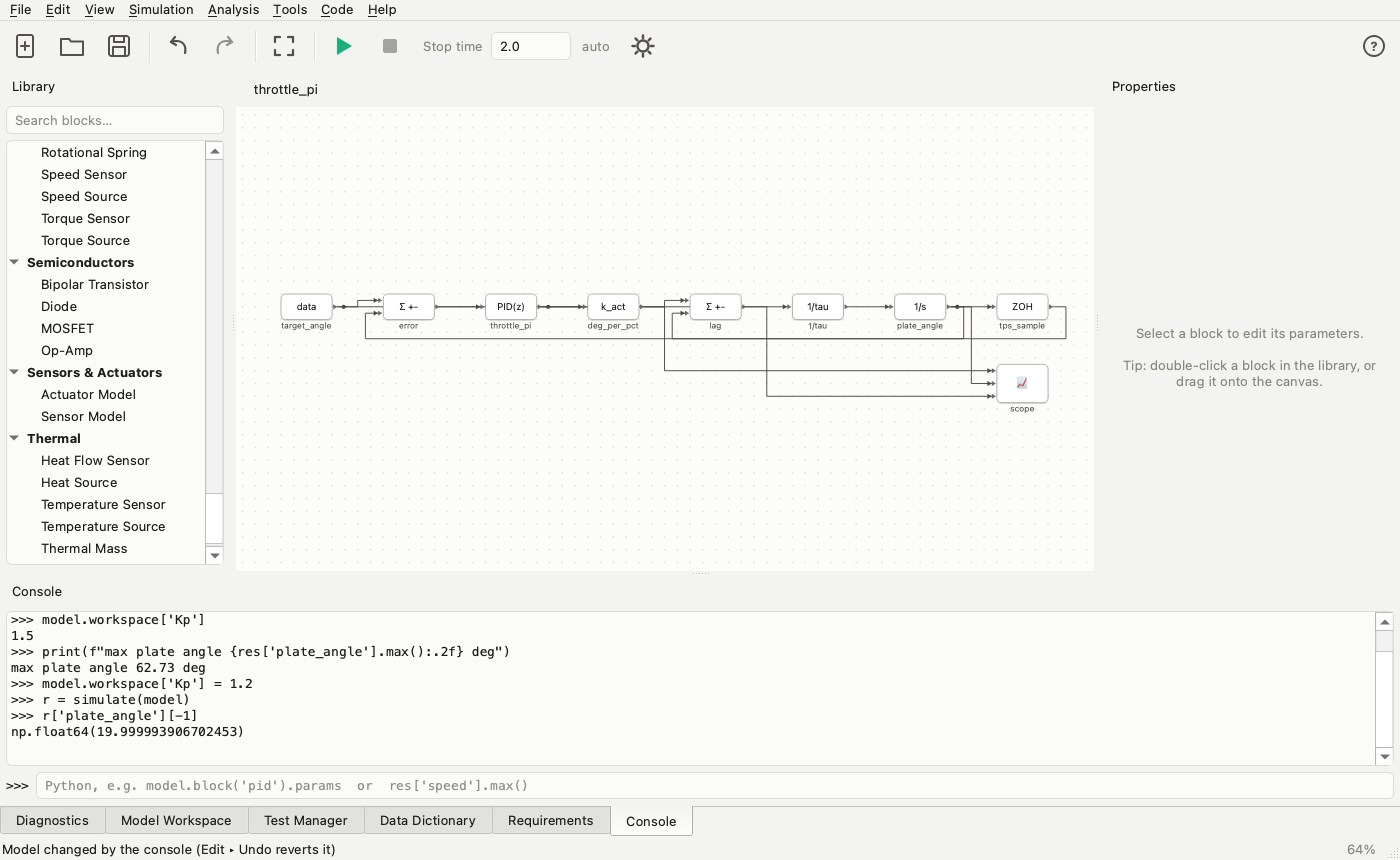 File Edit View Simulation Analysis Tools Code Help
Stop time 2.0 auto
Library
Search blocks...
Rotational Spring
Speed Sensor
Speed Source
Torque Sensor
Torque Source
Semiconductors
Bipolar Transistor
Diode
MOSFET
Op-Amp
Sensors & Actuators
Actuator Model
Sensor Model
Thermal
Heat Flow Sensor
Heat Source
Temperature Sensor
Temperature Source
Thermal Mass
throttle_pi
data Σ +- PID(z) k_act Σ +- 1/tau 1/s ZOH
target_angle error throttle_pi deg_per_pct lag 1/tau plate_angle tps_sample
scope
Properties
Select a block to edit its parameters.
Tip: double-click a block in the library, or
drag it onto the canvas.
Console
>>> model.workspace['Kp']
1.5
>>> print(f"max plate angle {res['plate_angle'].max():.2f} deg")
max plate angle 62.73 deg
>>> model.workspace['Kp'] = 1.2
>>> r = simulate(model)
>>> r['plate_angle'][-1]
np.float64(19.999993906702453)
>>> Python, e.g. model.block('pid').params or res['speed'].max()
Diagnostics Model Workspace Test Manager Data Dictionary Requirements Console
Model changed by the console (Edit ▸ Undo reverts it) 64%